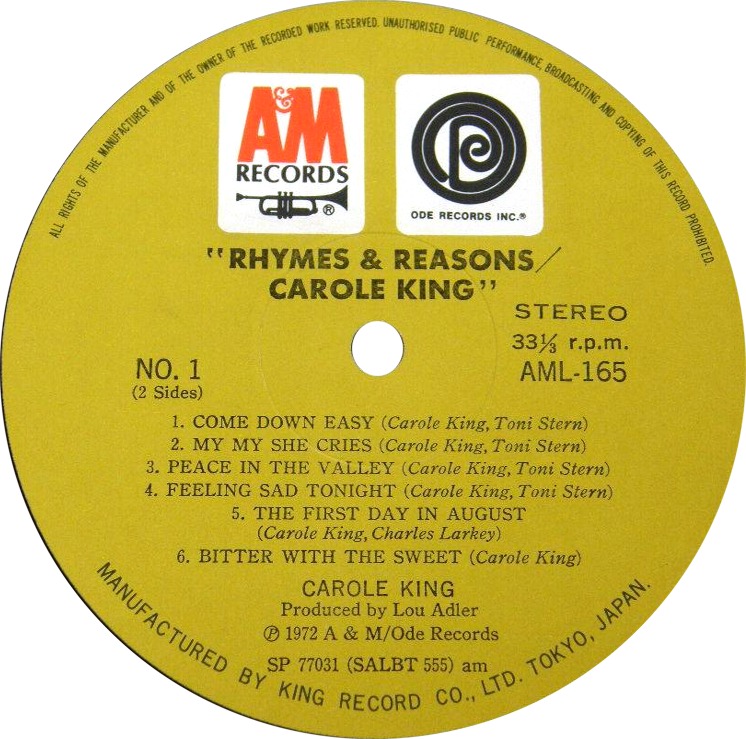 ALL RIGHTS OF THE MANUFACTURER AND OF THE OWNER OF THE RECORDED WORK RESERVED. UNAUTHORISED PUBLIC PERFORMANCE, BROADCASTING AND COPYING OF THIS RECORD PROHIBITED.
A&M
RECORDS
®
ODE RECORDS INC.®
"RHYMES & REASONS/
CAROLE KING"
STEREO
33⅓ r.p.m.
AML-165
NO. 1
(2 Sides)
1. COME DOWN EASY (Carole King, Toni Stern)
2. MY MY SHE CRIES (Carole King, Toni Stern)
3. PEACE IN THE VALLEY (Carole King, Toni Stern)
4. FEELING SAD TONIGHT (Carole King, Toni Stern)
5. THE FIRST DAY IN AUGUST
(Carole King, Charles Larkey)
6. BITTER WITH THE SWEET (Carole King)
CAROLE KING
Produced by Lou Adler
℗ 1972 A & M/Ode Records
SP 77031 (SALBT 555) am
MANUFACTURED BY KING RECORD CO., LTD. TOKYO, JAPAN.